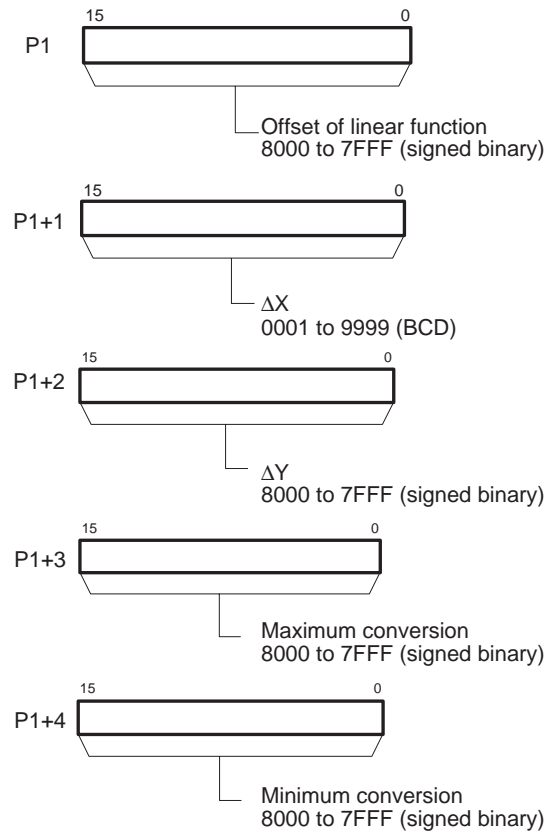 15 0
P1
Offset of linear function
8000 to 7FFF (signed binary)
15 0
P1+1
ΔX
0001 to 9999 (BCD)
15 0
P1+2
ΔY
8000 to 7FFF (signed binary)
15 0
P1+3
Maximum conversion
8000 to 7FFF (signed binary)
15 0
P1+4
Minimum conversion
8000 to 7FFF (signed binary)